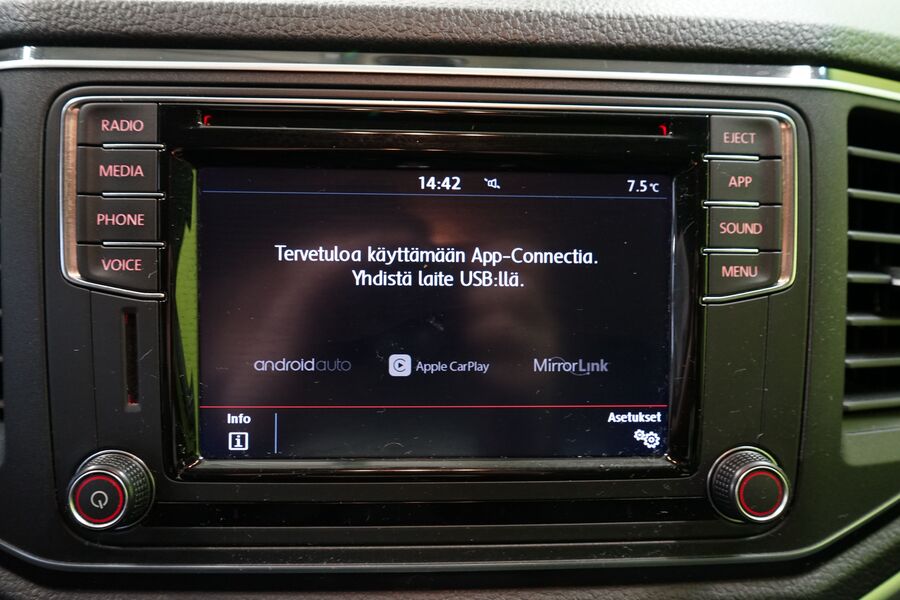 RADIO
MEDIA
PHONE
VOICE
14:42
7.5°C
Tervetuloa käyttämään App-Connectia.
Yhdistä laite USB:llä.
androidauto
Apple CarPlay
MirrorLink
Info
i
Asetukset
EJECT
APP
SOUND
MENU